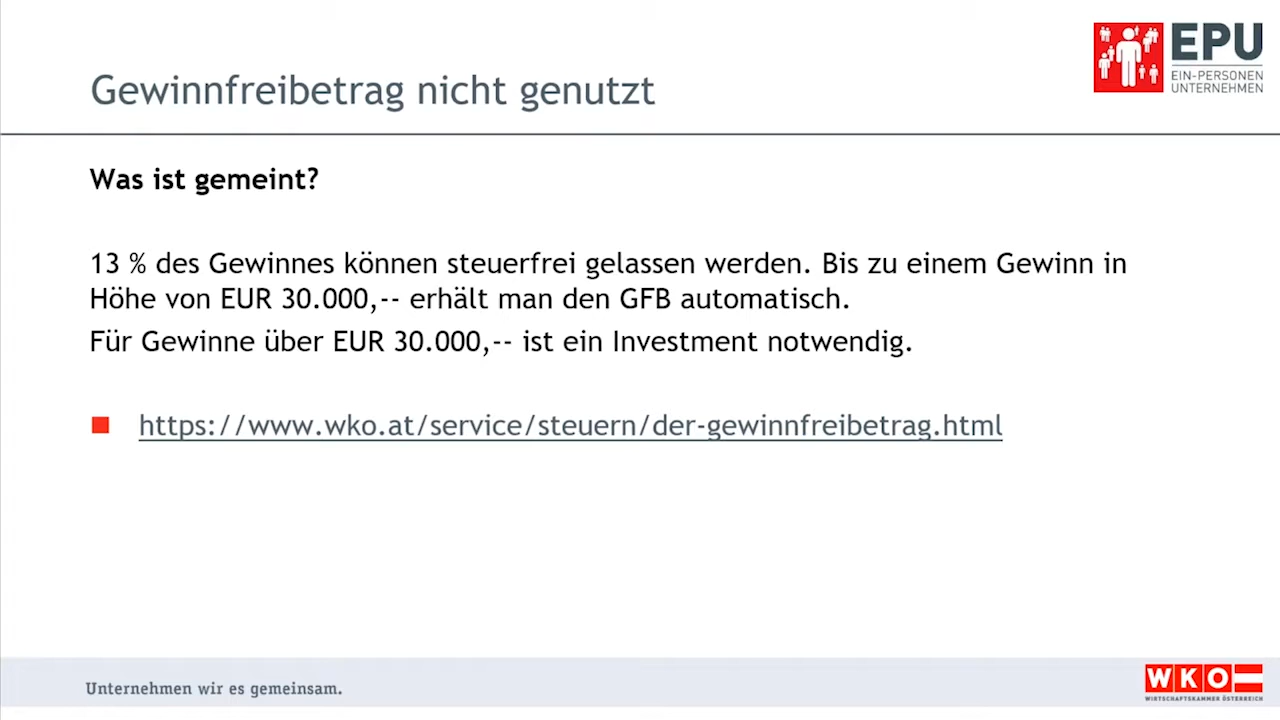 EPU
EIN-PERSONEN
UNTERNEHMEN
Gewinnfreibetrag nicht genutzt
Was ist gemeint?
13 % des Gewinnes können steuerfrei gelassen werden. Bis zu einem Gewinn in
Höhe von EUR 30.000,-- erhält man den GFB automatisch.
Für Gewinne über EUR 30.000,-- ist ein Investment notwendig.
https://www.wko.at/service/steuern/der-gewinnfreibetrag.html
Unternehmen wir es gemeinsam.
WKO
WIRTSCHAFTSKAMMER ÖSTERREICH